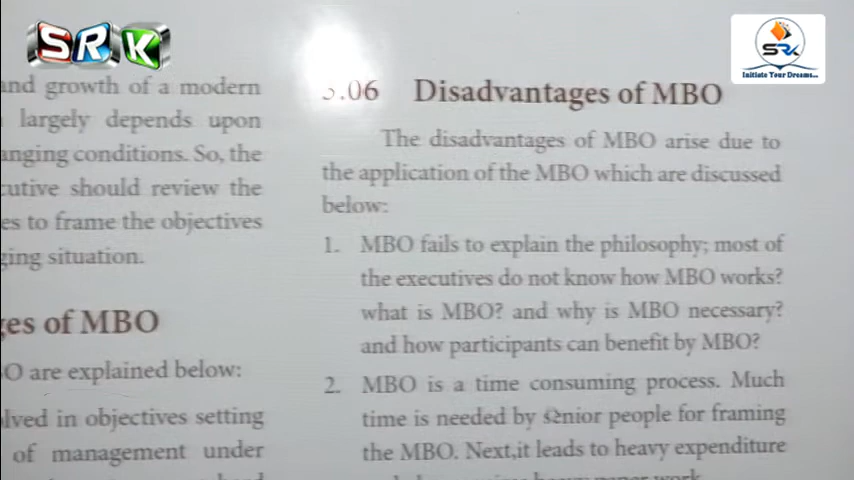 SRK
SRK
Initiate Your Dreams...
and growth of a modern
largely depends upon
anging conditions. So, the
cutive should review the
es to frame the objectives
ging situation.
ges of MBO
O are explained below:
lved in objectives setting
of management under
.06 Disadvantages of MBO
The disadvantages of MBO arise due to
the application of the MBO which are discussed
below:
1. MBO fails to explain the philosophy; most of
the executives do not know how MBO works?
what is MBO? and why is MBO necessary?
and how participants can benefit by MBO?
2. MBO is a time consuming process. Much
time is needed by senior people for framing
the MBO. Next,it leads to heavy expenditure